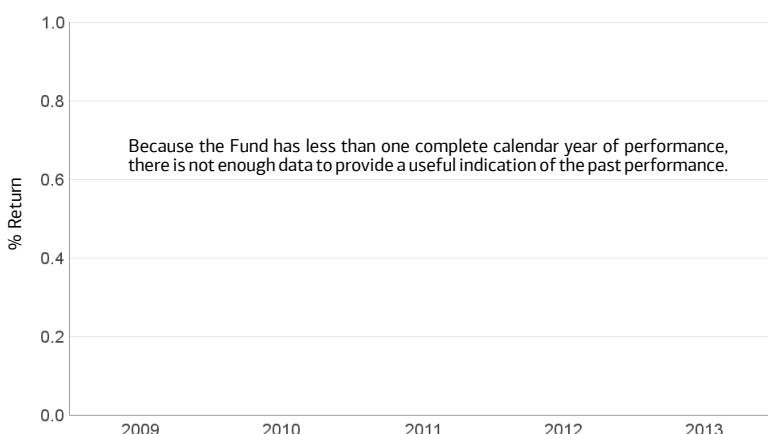 1.0
0.8
Because the Fund has less than one complete calendar year of performance,
there is not enough data to provide a useful indication of the past performance.
0.6
% Return
0.4
0.2
0.0
2009 2010 2011 2012 2013